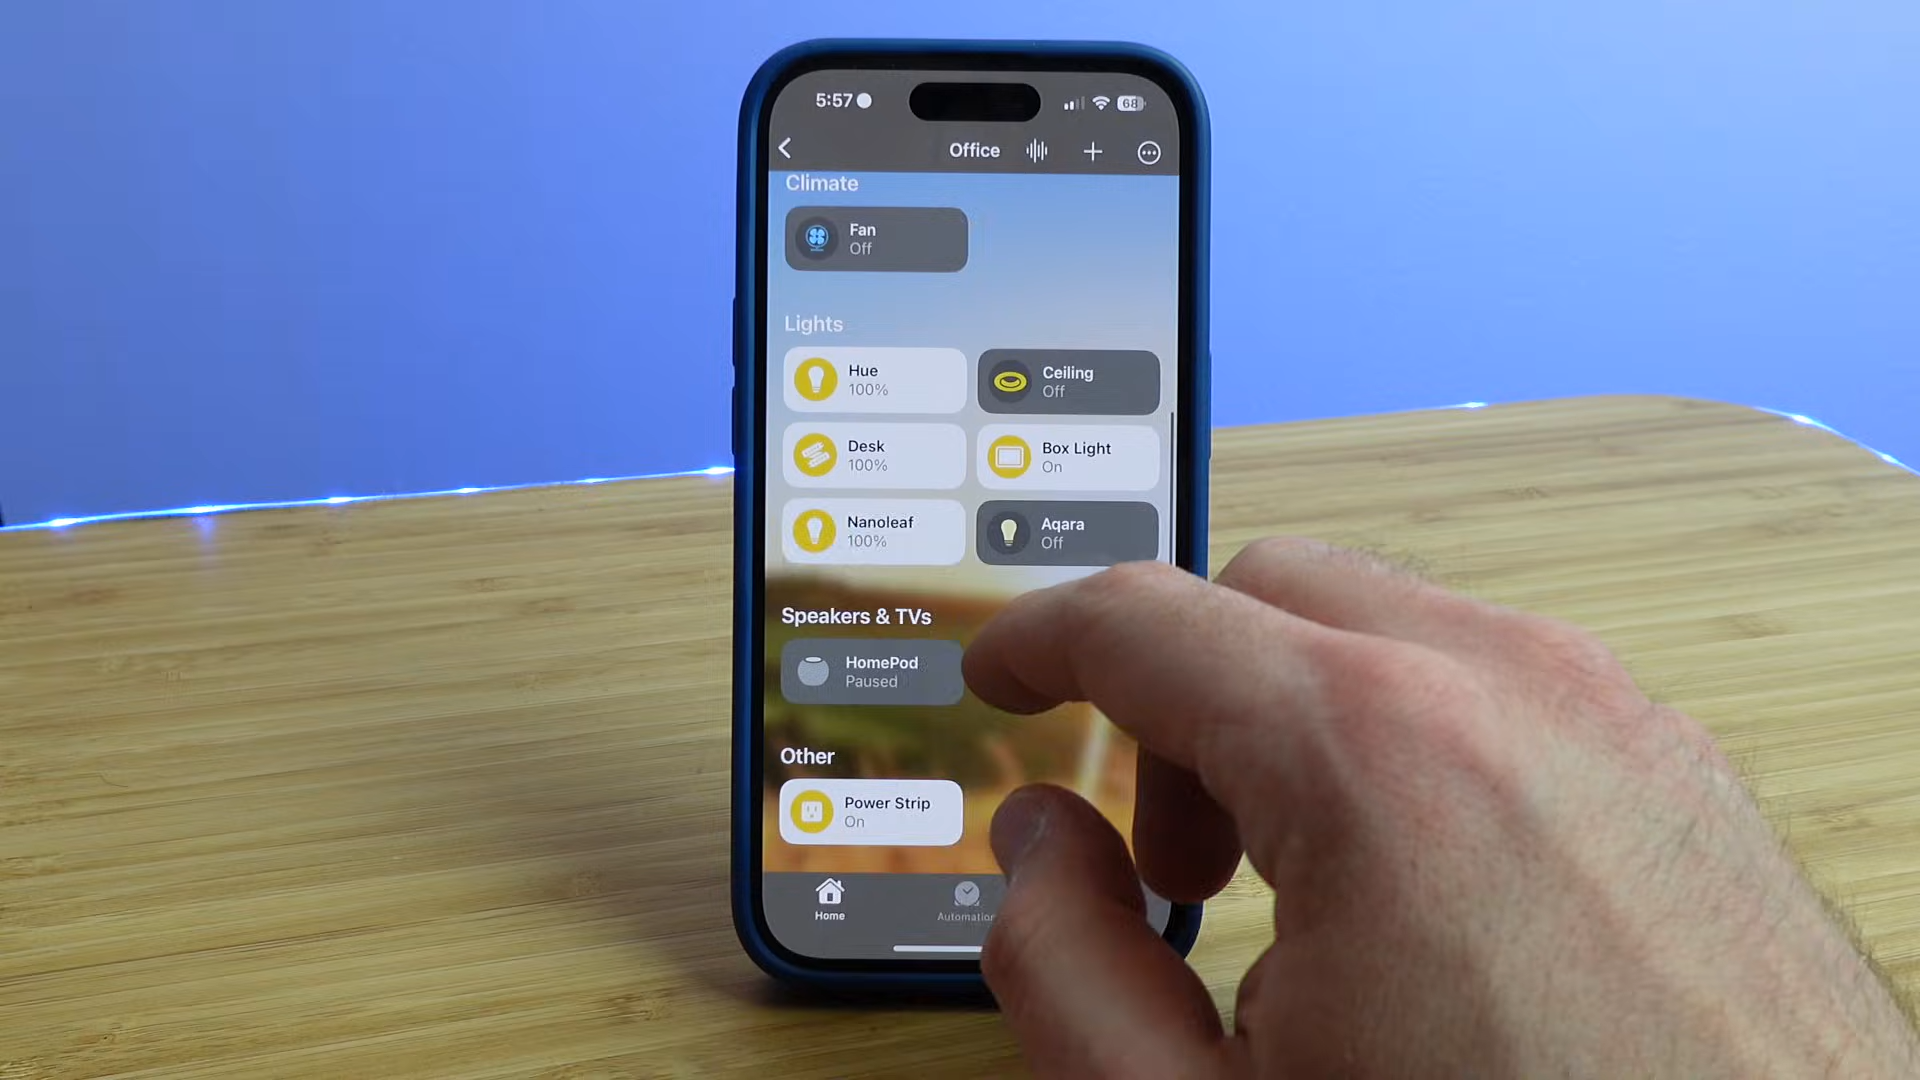 5:57
68
Office
Climate
Fan
Off
Lights
Hue
100%
Ceiling
Off
Desk
100%
Box Light
On
Nanoleaf
100%
Aqara
Off
Speakers & TVs
HomePod
Paused
Other
Power Strip
On
Home
Automation